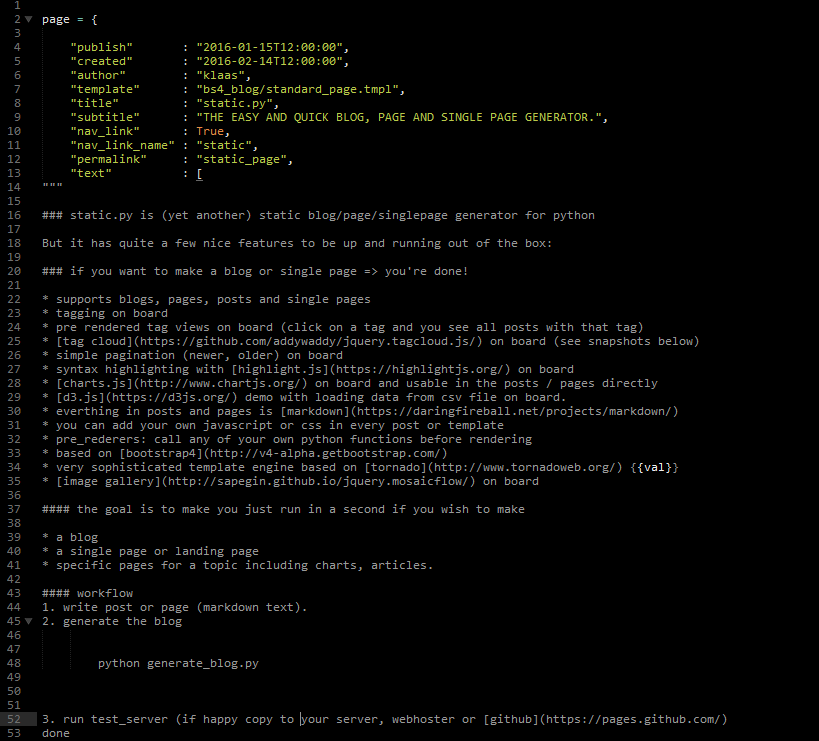 1
2 page = {
3
4 "publish" : "2016-01-15T12:00:00",
5 "created" : "2016-02-14T12:00:00",
6 "author" : "klaas",
7 "template" : "bs4_blog/standard_page.tmpl",
8 "title" : "static.py",
9 "subtitle" : "THE EASY AND QUICK BLOG, PAGE AND SINGLE PAGE GENERATOR.",
10 "nav_link" : True,
11 "nav_link_name" : "static",
12 "permalink" : "static_page",
13 "text" : [
14 """
15
16 ### static.py is (yet another) static blog/page/singlepage generator for python
17
18 But it has quite a few nice features to be up and running out of the box:
19
20 ### if you want to make a blog or single page => you're done!
21
22 * supports blogs, pages, posts and single pages
23 * tagging on board
24 * pre rendered tag views on board (click on a tag and you see all posts with that tag)
25 * [tag cloud](https://github.com/addywaddy/jquery.tagcloud.js/) on board (see snapshots below)
26 * simple pagination (newer, older) on board
27 * syntax highlighting with [highlight.js](https://highlightjs.org/) on board
28 * [charts.js](http://www.chartjs.org/) on board and usable in the posts / pages directly
29 * [d3.js](https://d3js.org/) demo with loading data from csv file on board.
30 * everthing in posts and pages is [markdown](https://daringfireball.net/projects/markdown/)
31 * you can add your own javascript or css in every post or template
32 * pre_rederers: call any of your own python functions before rendering
33 * based on [bootstrap4](http://v4-alpha.getbootstrap.com/)
34 * very sophisticated template engine based on [tornado](http://www.tornadoweb.org/) {{val}}
35 * [image gallery](http://sapegin.github.io/jquery.mosaicflow/) on board
36
37 #### the goal is to make you just run in a second if you wish to make
38
39 * a blog
40 * a single page or landing page
41 * specific pages for a topic including charts, articles.
42
43 #### workflow
44 1. write post or page (markdown text).
45 2. generate the blog
46
47
48 python generate_blog.py
49
50
51
52 3. run test_server (if happy copy to your server, webhoster or [github](https://pages.github.com/)
53 done